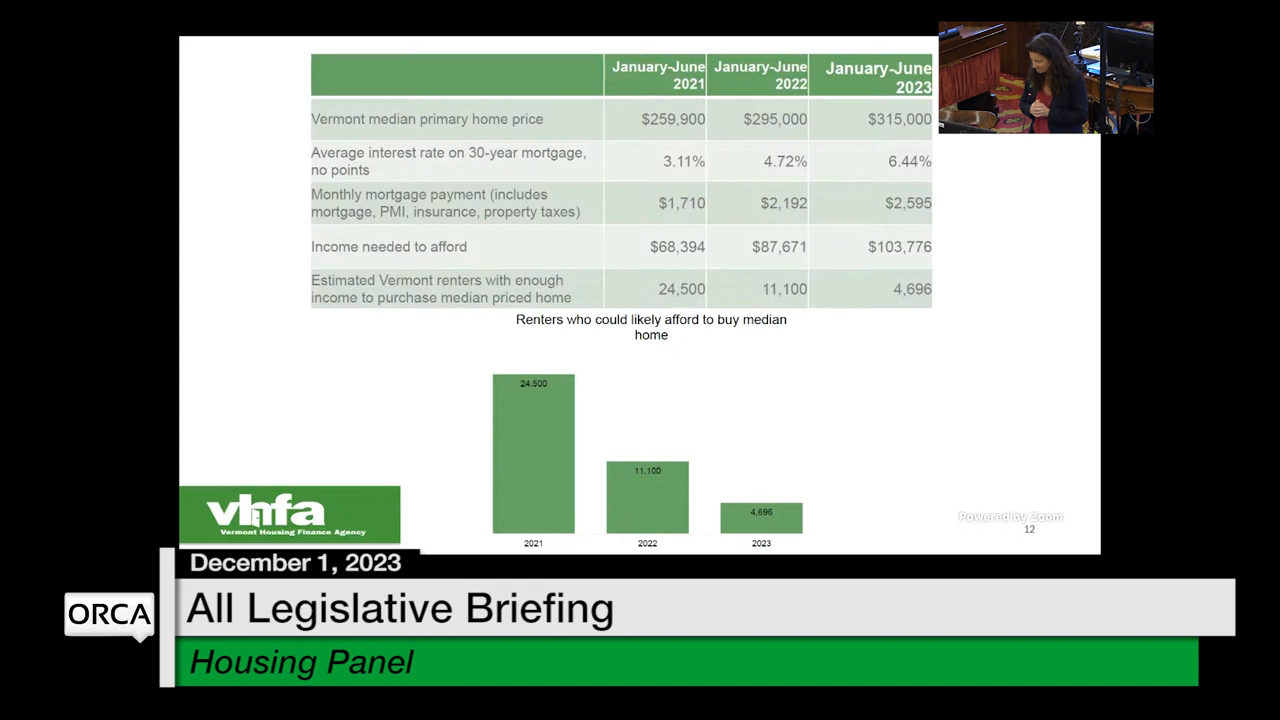 January-June January-June January-June
2021 2022 2023
Vermont median primary home price $259,900 $295,000 $315,000
Average interest rate on 30-year mortgage,
no points 3.11% 4.72% 6.44%
Monthly mortgage payment (includes
mortgage, PMI, insurance, property taxes) $1,710 $2,192 $2,595
Income needed to afford $68,394 $87,671 $103,776
Estimated Vermont renters with enough
income to purchase median priced home 24,500 11,100 4,696
Renters who could likely afford to buy median
home
24,500
11,100
4,696
2021 2022 2023
vhfa
Vermont Housing Finance Agency
Powered by Zoom
12
December 1, 2023
ORCA
All Legislative Briefing
Housing Panel